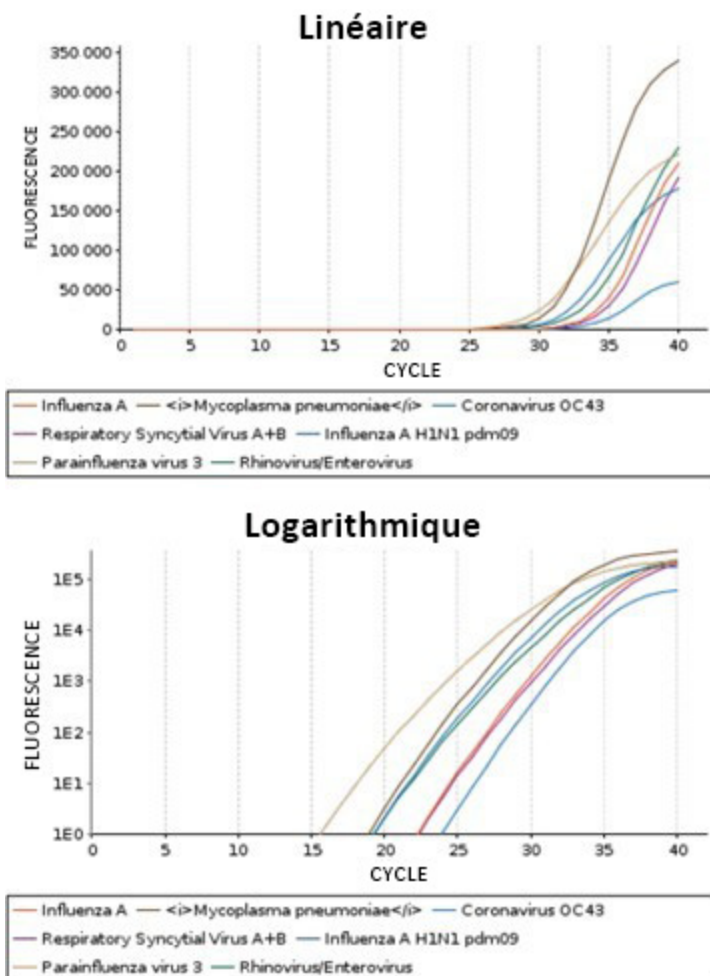 Linéaire
350 000
300 000
250 000
200 000
150 000
100 000
50 000
0
FLUORESCENCE
0 5 10 15 20 25 30 35 40
CYCLE
Influenza A <i>Mycoplasma pneumoniae</i> Coronavirus OC43
Respiratory Syncytial Virus A+B Influenza A H1N1 pdm09
Parainfluenza virus 3 Rhinovirus/Enterovirus
Logarithmique
1E5
1E4
1E3
1E2
1E1
1E0
FLUORESCENCE
0 5 10 15 20 25 30 35 40
CYCLE
Influenza A <i>Mycoplasma pneumoniae</i> Coronavirus OC43
Respiratory Syncytial Virus A+B Influenza A H1N1 pdm09
Parainfluenza virus 3 Rhinovirus/Enterovirus